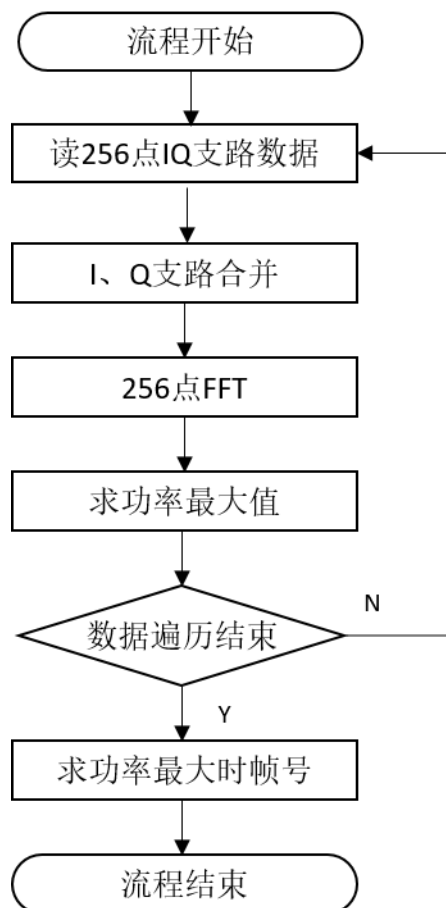 流程开始
读256点IQ支路数据
I、Q支路合并
256点FFT
求功率最大值
数据遍历结束
N
Y
求功率最大时帧号
流程结束